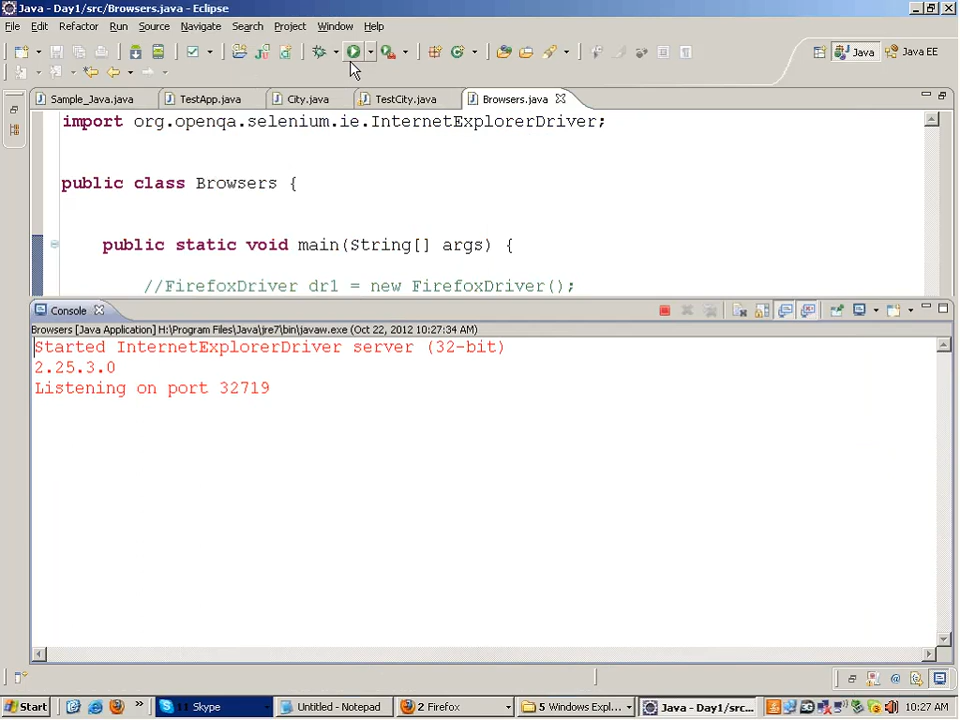 Java - Day1/src/Browsers.java - Eclipse
File Edit Refactor Run Source Navigate Search Project Window Help
Java Java EE
Sample_Java.java TestApp.java City.java TestCity.java Browsers.java
import org.openqa.selenium.ie.InternetExplorerDriver;
public class Browsers {
public static void main(String[] args) {
//FirefoxDriver dr1 = new FirefoxDriver();
Console
Browsers [Java Application] H:\Program Files\Java\jre7\bin\javaw.exe (Oct 22, 2012 10:27:34 AM)
Started InternetExplorerDriver server (32-bit)
2.25.3.0
Listening on port 32719
Start » 11 Skype Untitled - Notepad 2 Firefox 5 Windows Expl... Java - Day1/src... 10:27 AM